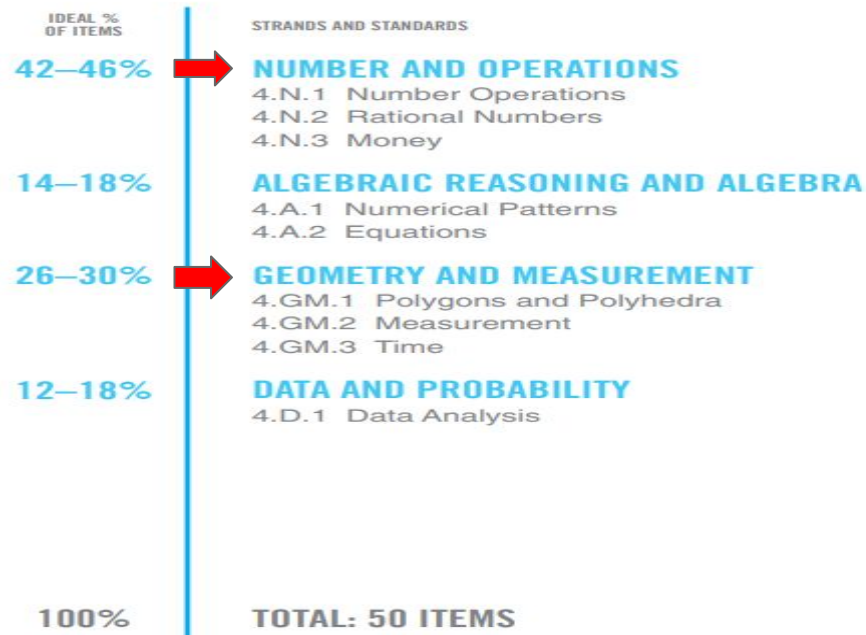 IDEAL %
OF ITEMS
STRANDS AND STANDARDS
42–46%
NUMBER AND OPERATIONS
4.N.1 Number Operations
4.N.2 Rational Numbers
4.N.3 Money
14–18%
ALGEBRAIC REASONING AND ALGEBRA
4.A.1 Numerical Patterns
4.A.2 Equations
26–30%
GEOMETRY AND MEASUREMENT
4.GM.1 Polygons and Polyhedra
4.GM.2 Measurement
4.GM.3 Time
12–18%
DATA AND PROBABILITY
4.D.1 Data Analysis
100%
TOTAL: 50 ITEMS